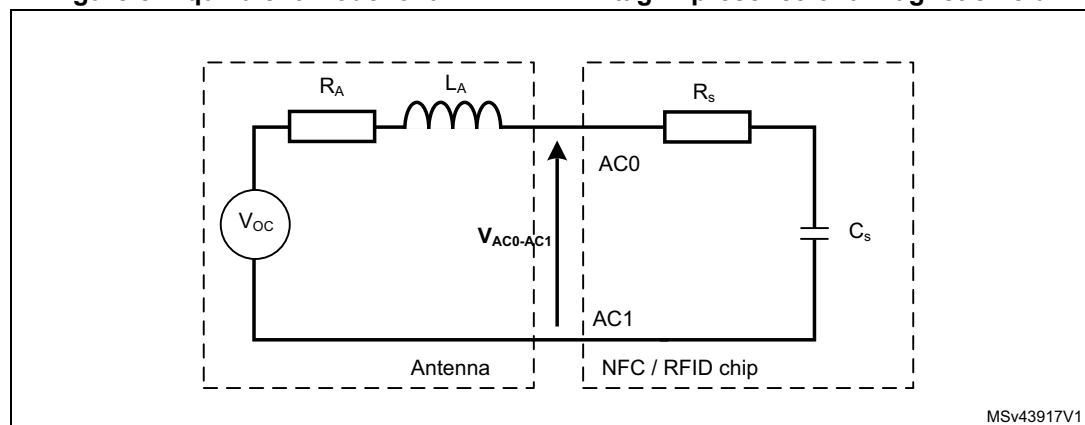 R_A
L_A
R_s
AC0
V_OC
V_AC0-AC1
C_s
AC1
Antenna
NFC / RFID chip
MSv43917V1